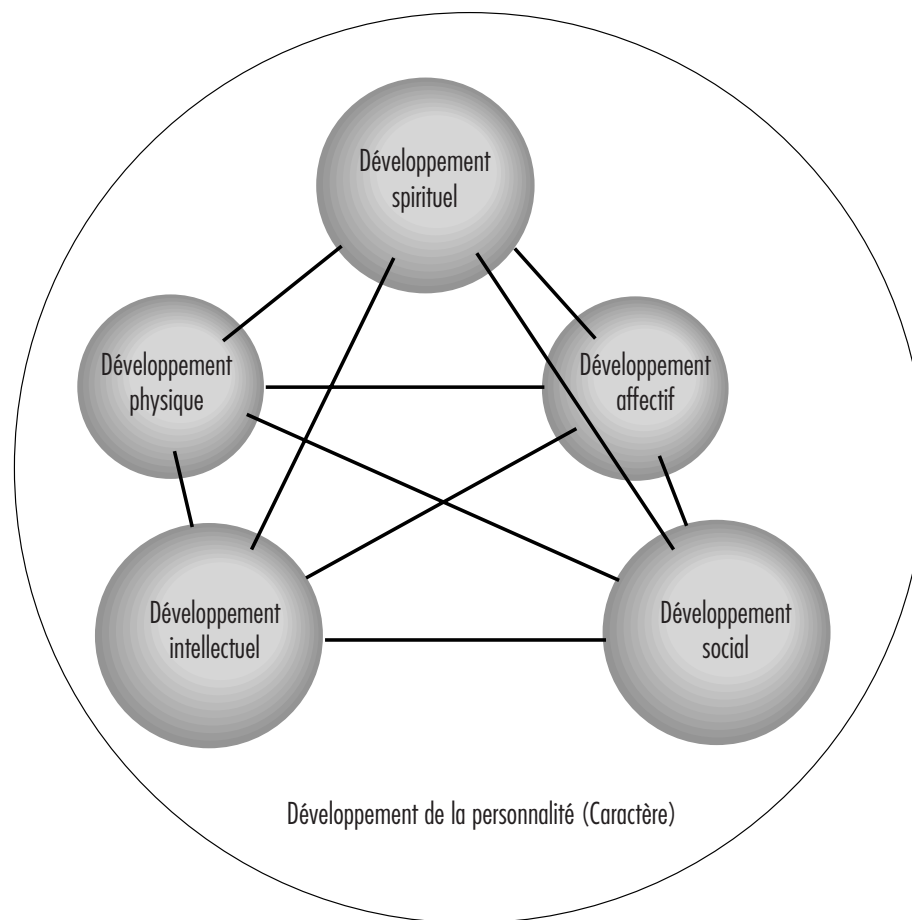 Développement
spirituel
Développement
physique
Développement
affectif
Développement
intellectuel
Développement
social
Développement de la personnalité (Caractère)